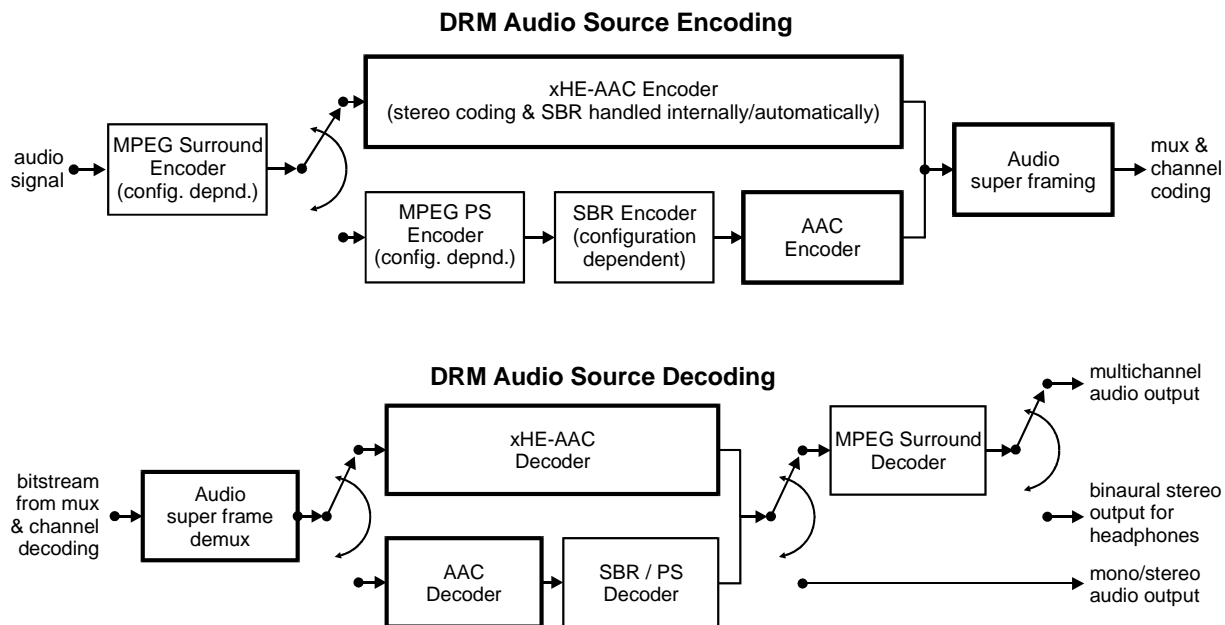 DRM Audio Source Encoding
audio
signal
MPEG Surround
Encoder
(config. depnd.)
xHE-AAC Encoder
(stereo coding & SBR handled internally/automatically)
MPEG PS
Encoder
(config. depnd.)
SBR Encoder
(configuration
dependent)
AAC
Encoder
Audio
super framing
mux &
channel
coding
DRM Audio Source Decoding
bitstream
from mux
& channel
decoding
Audio
super frame
demux
xHE-AAC
Decoder
AAC
Decoder
SBR / PS
Decoder
MPEG Surround
Decoder
multichannel
audio output
binaural stereo
output for
headphones
mono/stereo
audio output